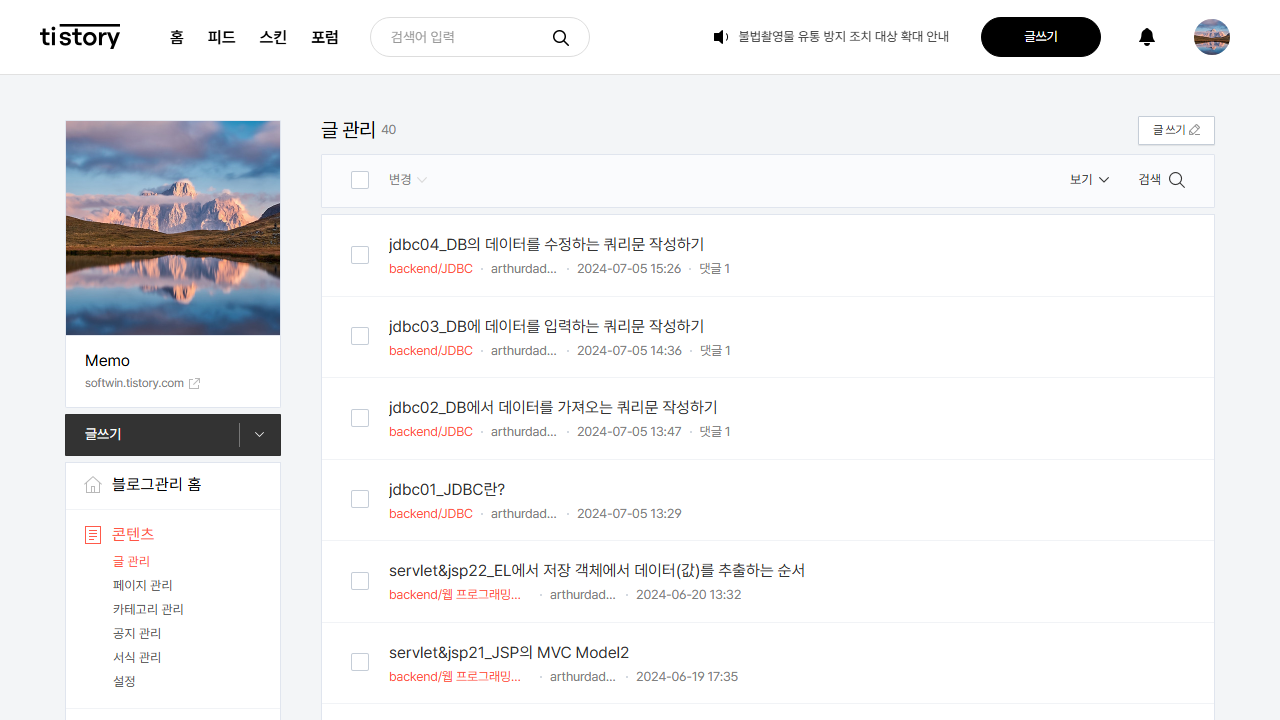 tistory 홈 피드 스킨 포럼 검색어 입력 불법촬영물 유통 방지 조치 대상 확대 안내 글쓰기
Memo
softwin.tistory.com
글쓰기
블로그관리 홈
콘텐츠
글 관리
페이지 관리
카테고리 관리
공지 관리
서식 관리
설정
글 관리 40 글 쓰기
변경 보기 검색
jdbc04_DB의 데이터를 수정하는 쿼리문 작성하기
backend/JDBC · arthurdad... · 2024-07-05 15:26 · 댓글 1
jdbc03_DB에 데이터를 입력하는 쿼리문 작성하기
backend/JDBC · arthurdad... · 2024-07-05 14:36 · 댓글 1
jdbc02_DB에서 데이터를 가져오는 쿼리문 작성하기
backend/JDBC · arthurdad... · 2024-07-05 13:47 · 댓글 1
jdbc01_JDBC란?
backend/JDBC · arthurdad... · 2024-07-05 13:29
servlet&jsp22_EL에서 저장 객체에서 데이터(값)를 추출하는 순서
backend/웹 프로그래밍... · arthurdad... · 2024-06-20 13:32
servlet&jsp21_JSP의 MVC Model2
backend/웹 프로그래밍... · arthurdad... · 2024-06-19 17:35